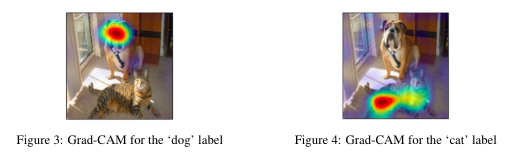 Figure 3: Grad-CAM for the ‘dog’ label
Figure 4: Grad-CAM for the ‘cat’ label